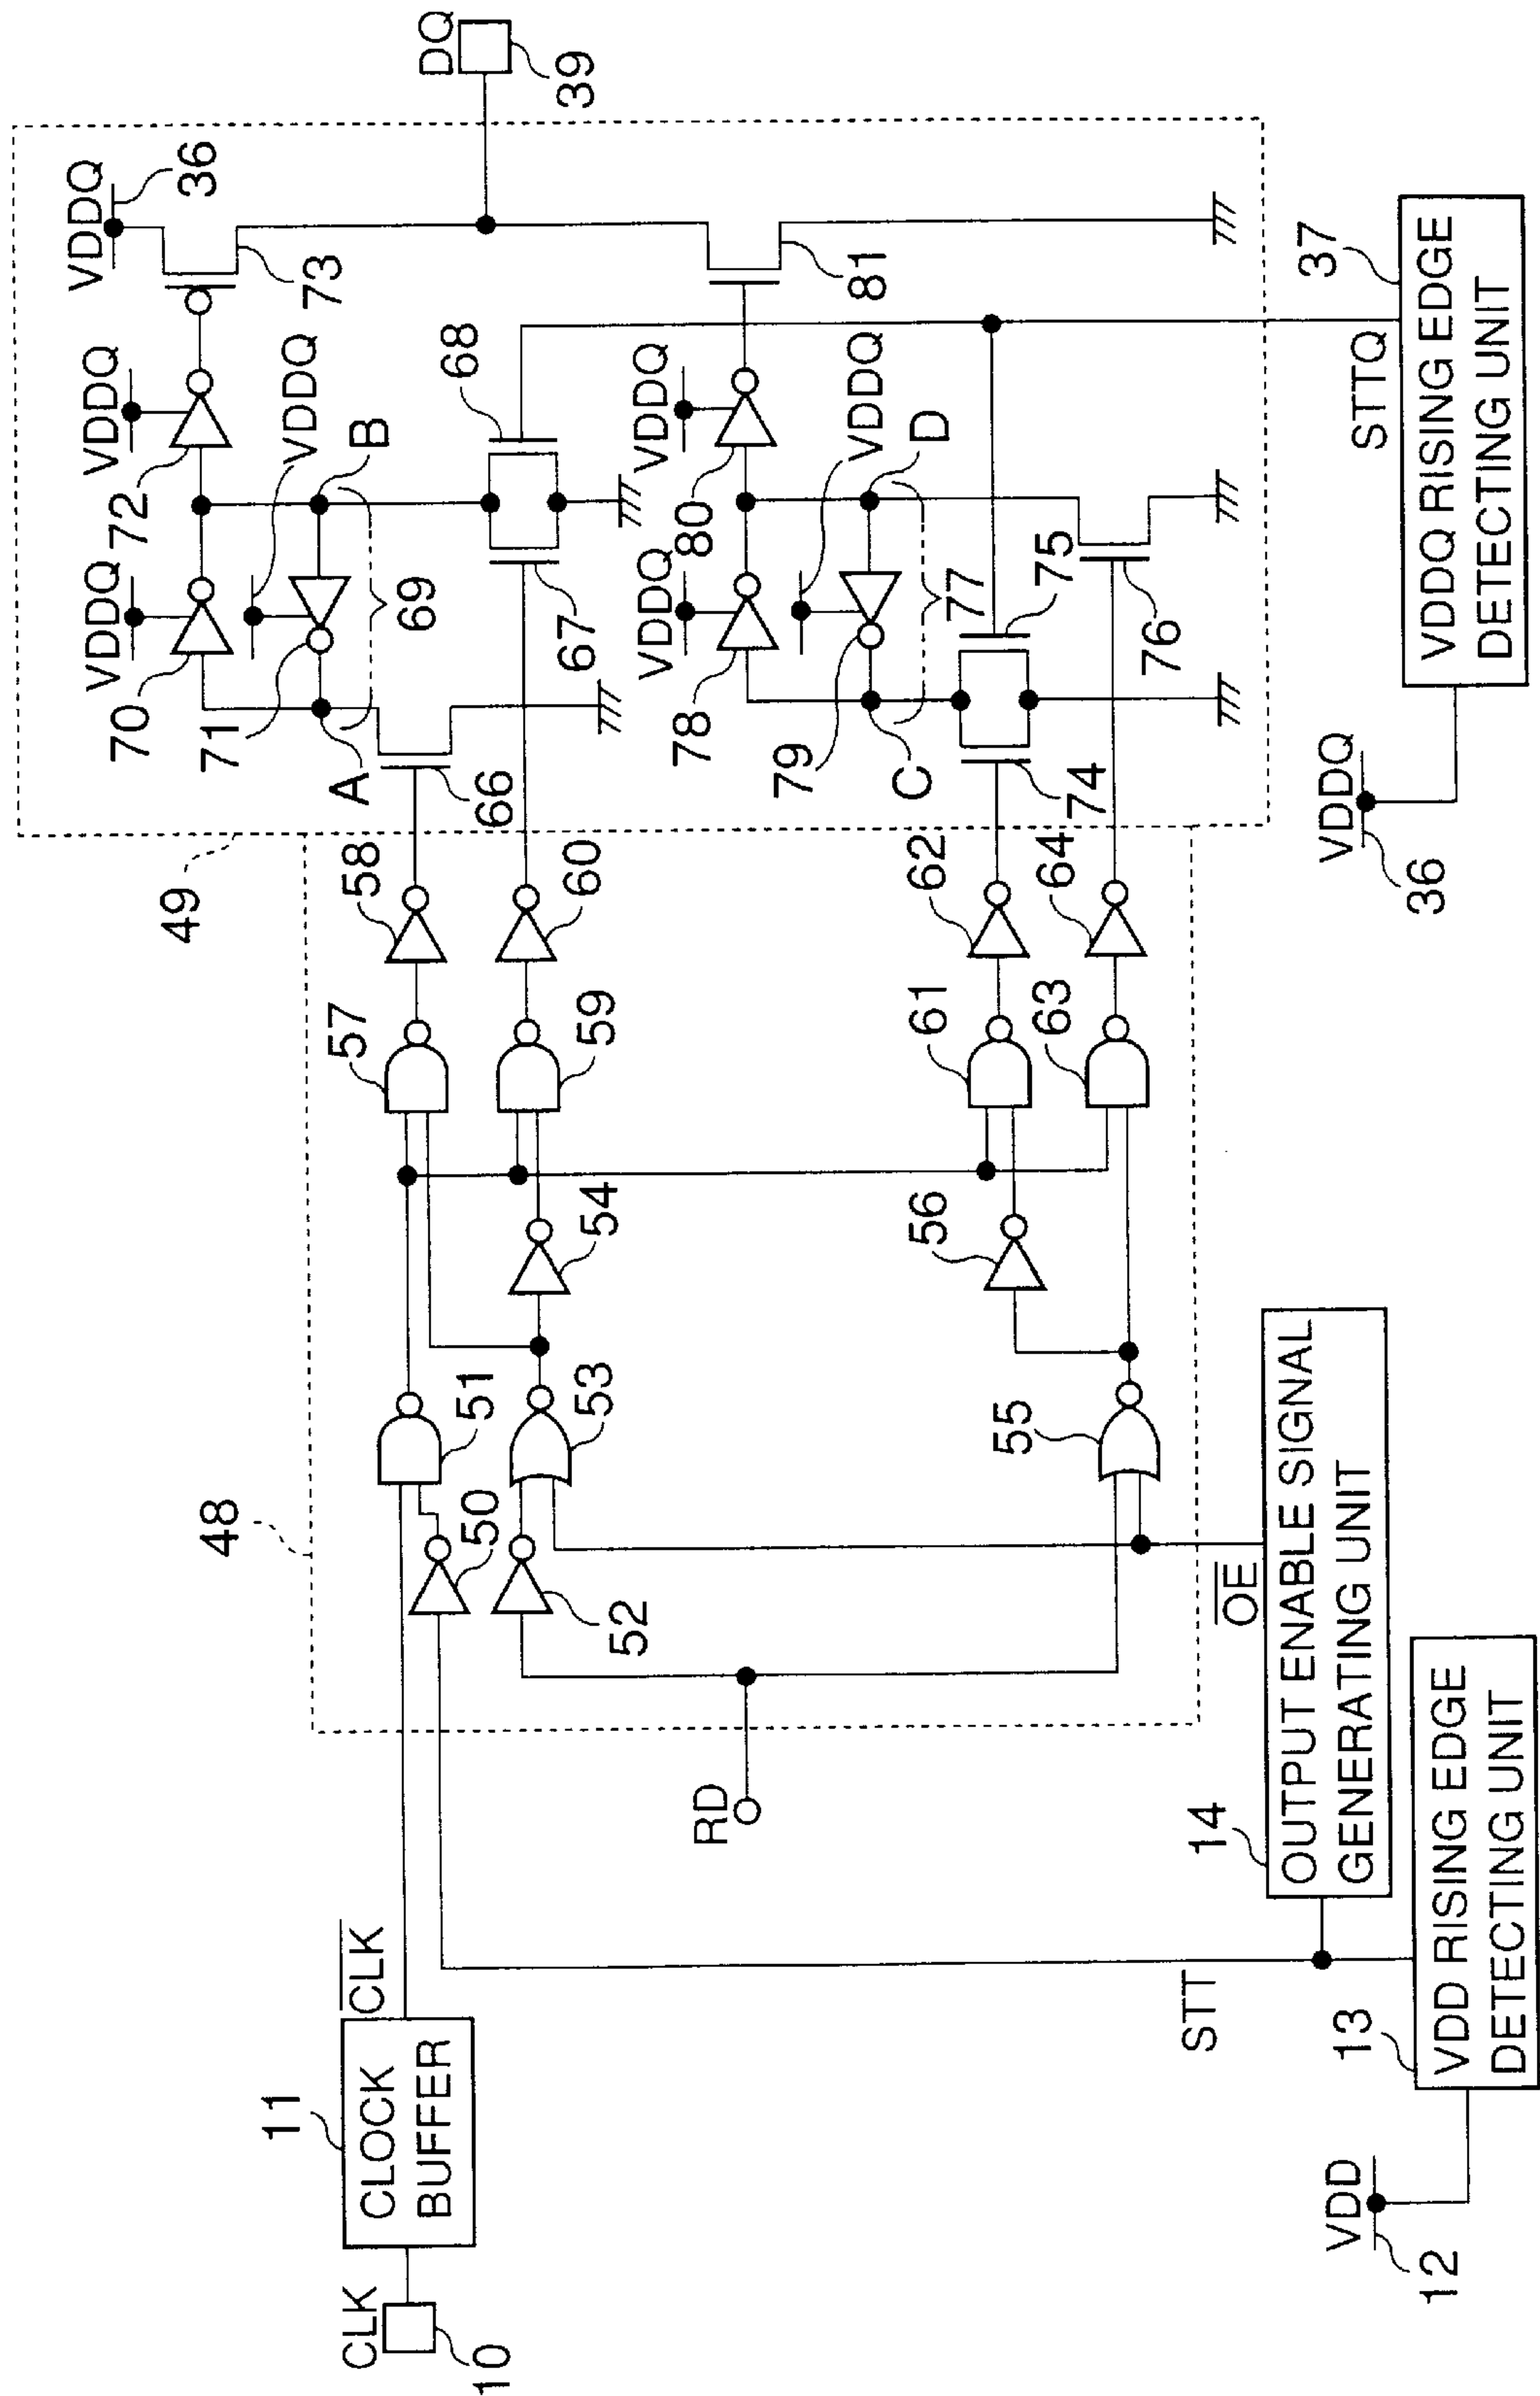 CLK
10
11
CLOCK
BUFFER
CLK
48
50
51
52
53
54
55
56
57
58
59
60
61
62
63
64
RD
STT
OE
49
A
66
67
68
69
B
VDDQ
70
71
VDDQ
VDDQ
72
73
VDDQ
36
DQ
39
C
74
75
76
77
D
VDDQ
78
79
VDDQ
VDDQ
80
81
14
OUTPUT ENABLE SIGNAL
GENERATING UNIT
VDD
12
13
VDD RISING EDGE
DETECTING UNIT
VDDQ
36
STTQ
37
VDDQ RISING EDGE
DETECTING UNIT